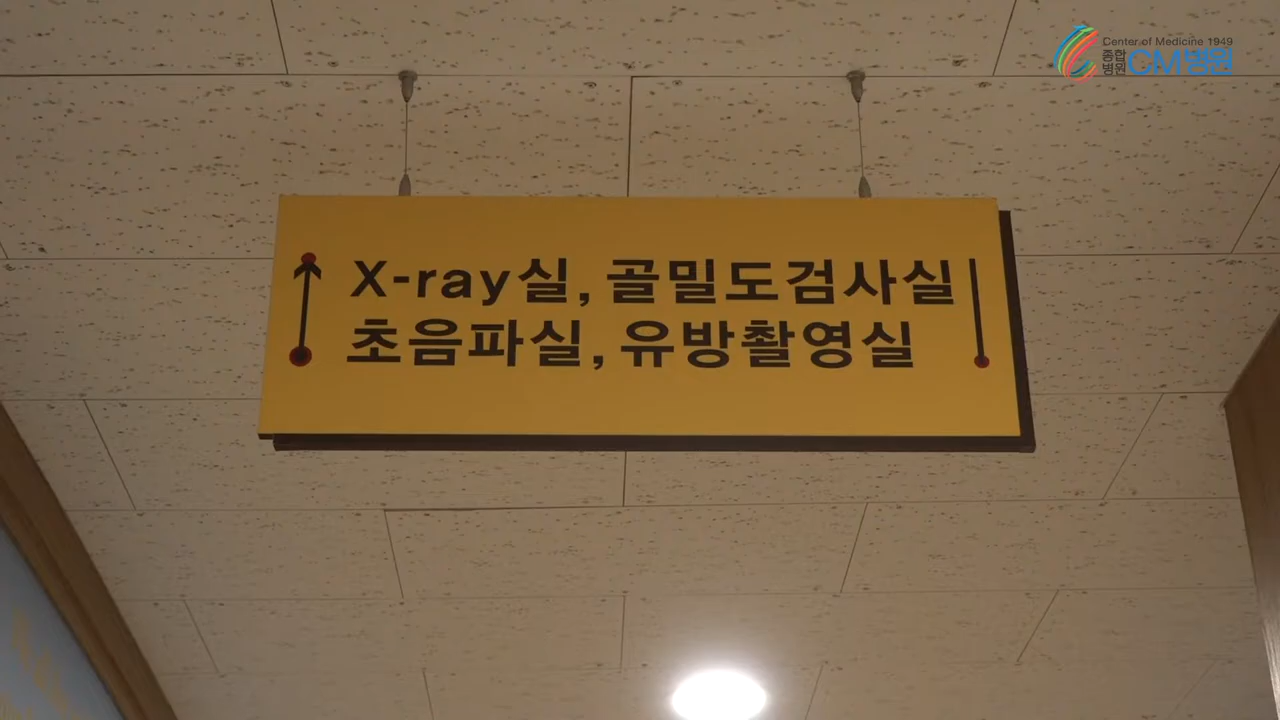 Center of Medicine 1949
종합
병원
CM병원
X-ray실, 골밀도검사실
초음파실, 유방촬영실